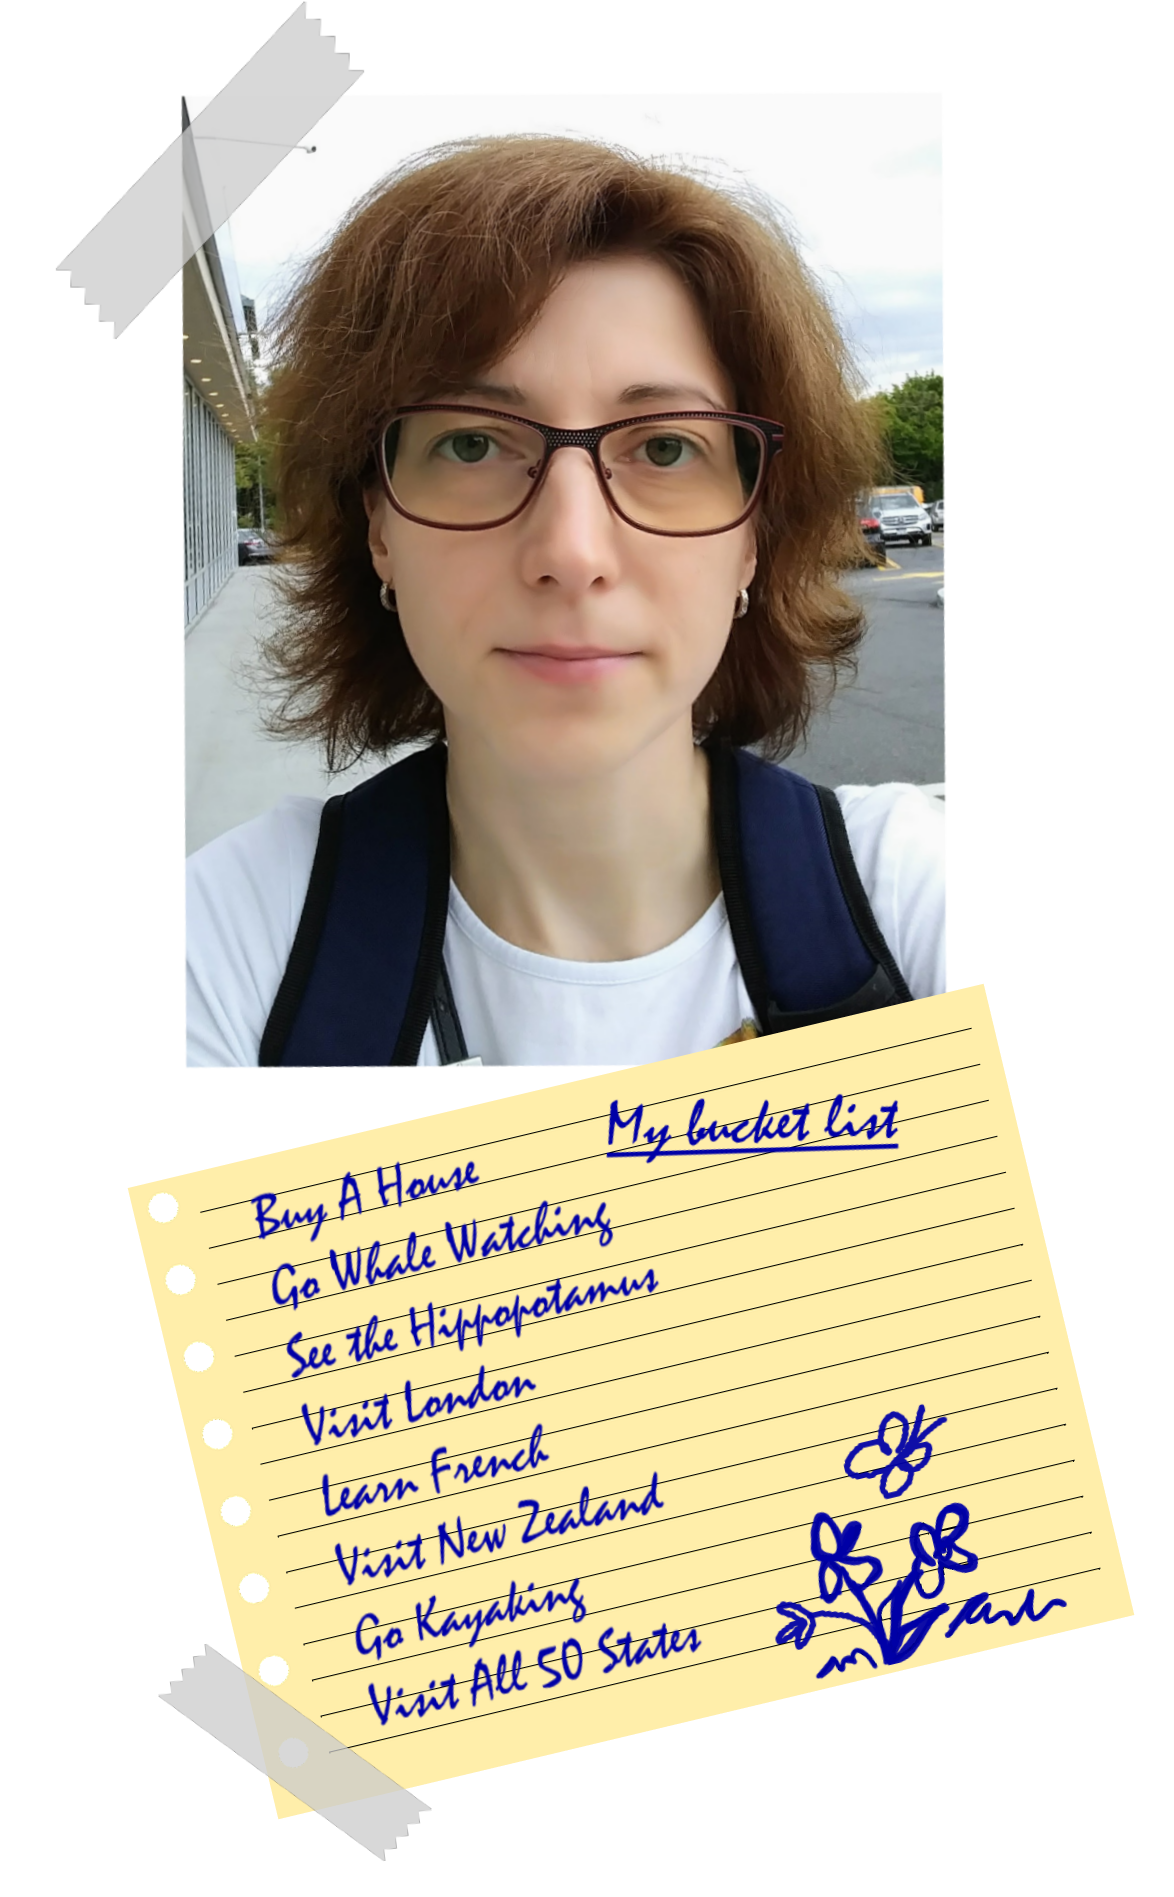 My bucket list
Buy A House
Go Whale Watching
See the Hippopotamus
Visit London
Learn French
Visit New Zealand
Go Kayaking
Visit All 50 States